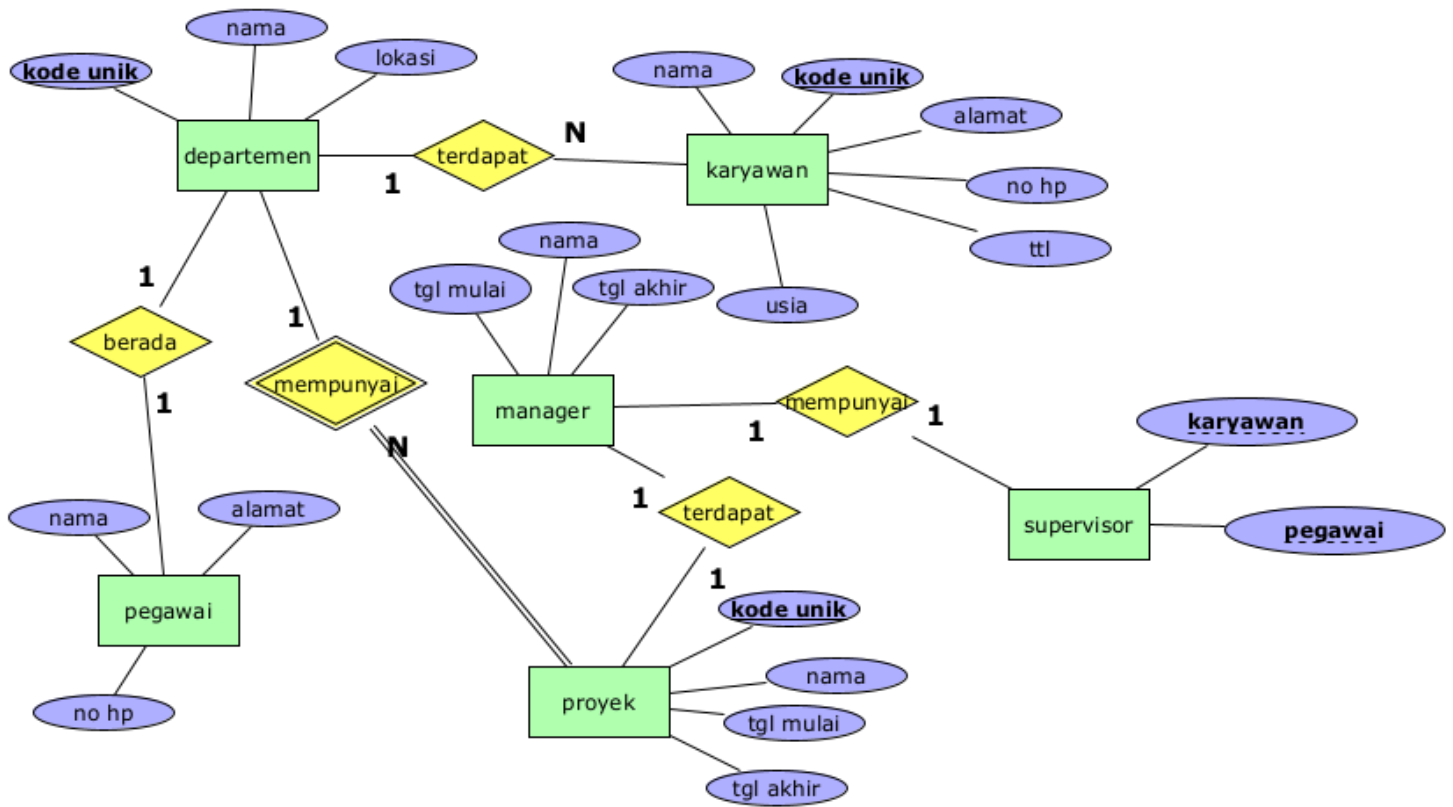 nama
lokasi
kode unik
departemen
1
terdapat
N
nama
kode unik
alamat
karyawan
no hp
ttl
usia
1
berada
1
1
mempunyai
N
nama
tgl mulai
tgl akhir
manager
1
mempunyai
1
karyawan
supervisor
pegawai
1
terdapat
1
nama
alamat
pegawai
no hp
kode unik
nama
proyek
tgl mulai
tgl akhir